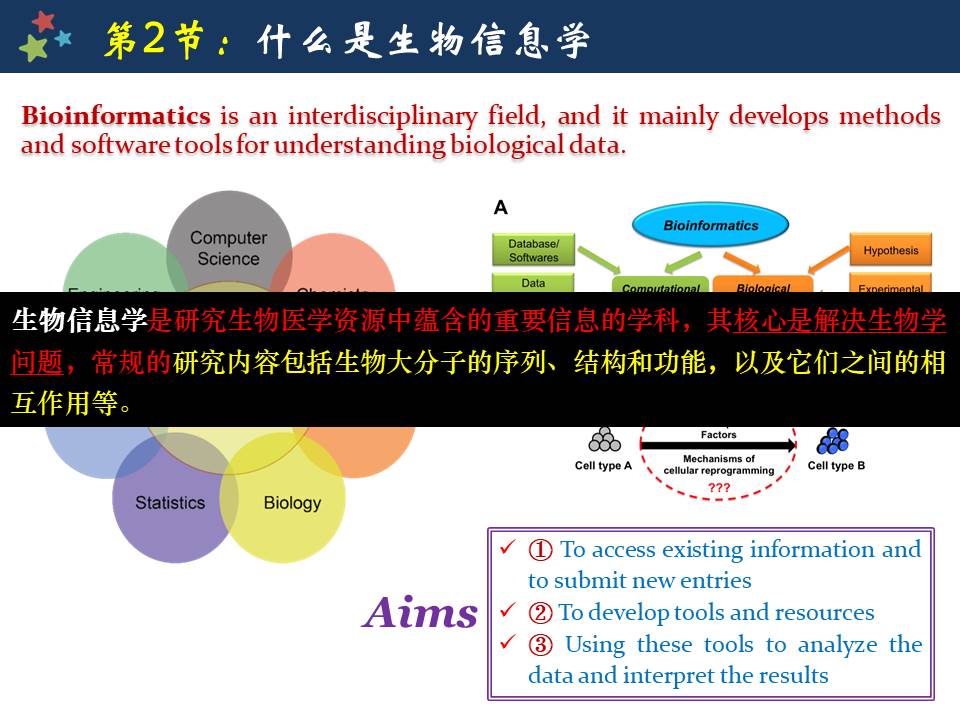 第2节：什么是生物信息学
Bioinformatics is an interdisciplinary field, and it mainly develops methods
and software tools for understanding biological data.
Computer
Science
A
Bioinformatics
Database/
Softwares
Hypothesis
Data
Computational
Biological
Experimental
生物信息学是研究生物医学资源中蕴含的重要信息的学科，其核心是解决生物学
问题，常规的研究内容包括生物大分子的序列、结构和功能，以及它们之间的相
互作用等。
Factors
Cell type A
Mechanisms of
cellular reprogramming
???
Cell type B
Statistics
Biology
Aims
✓ ① To access existing information and
to submit new entries
✓ ② To develop tools and resources
✓ ③ Using these tools to analyze the
data and interpret the results